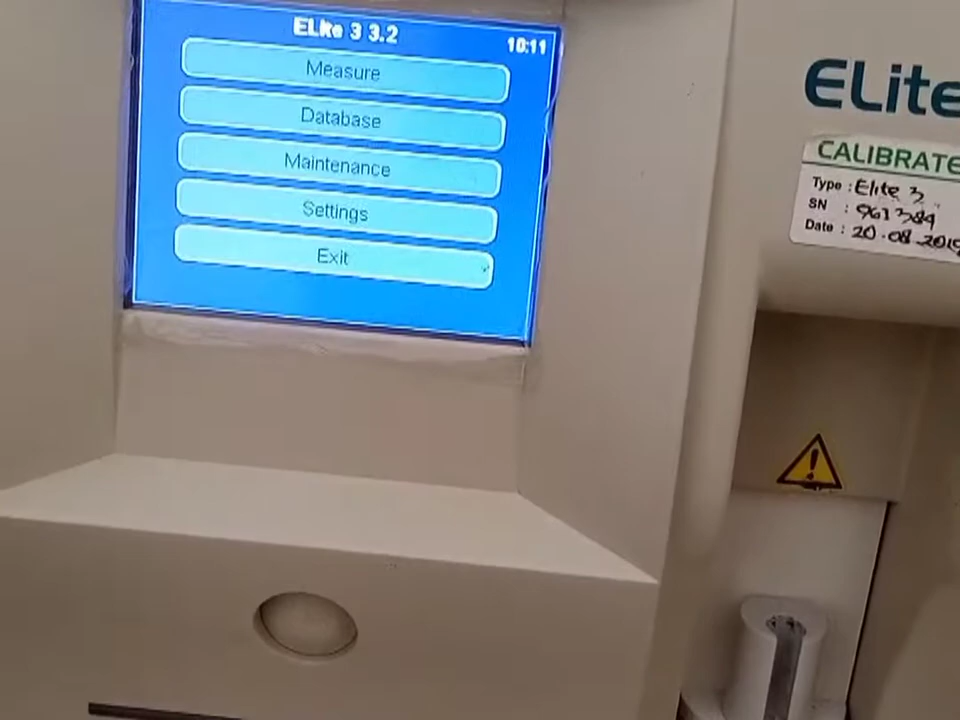 ELite 3 3.2
10:11
Measure
Database
Maintenance
Settings
Exit
ELite
CALIBRATE
Type : Elite 3
SN : 961384
Date : 20.08.2019